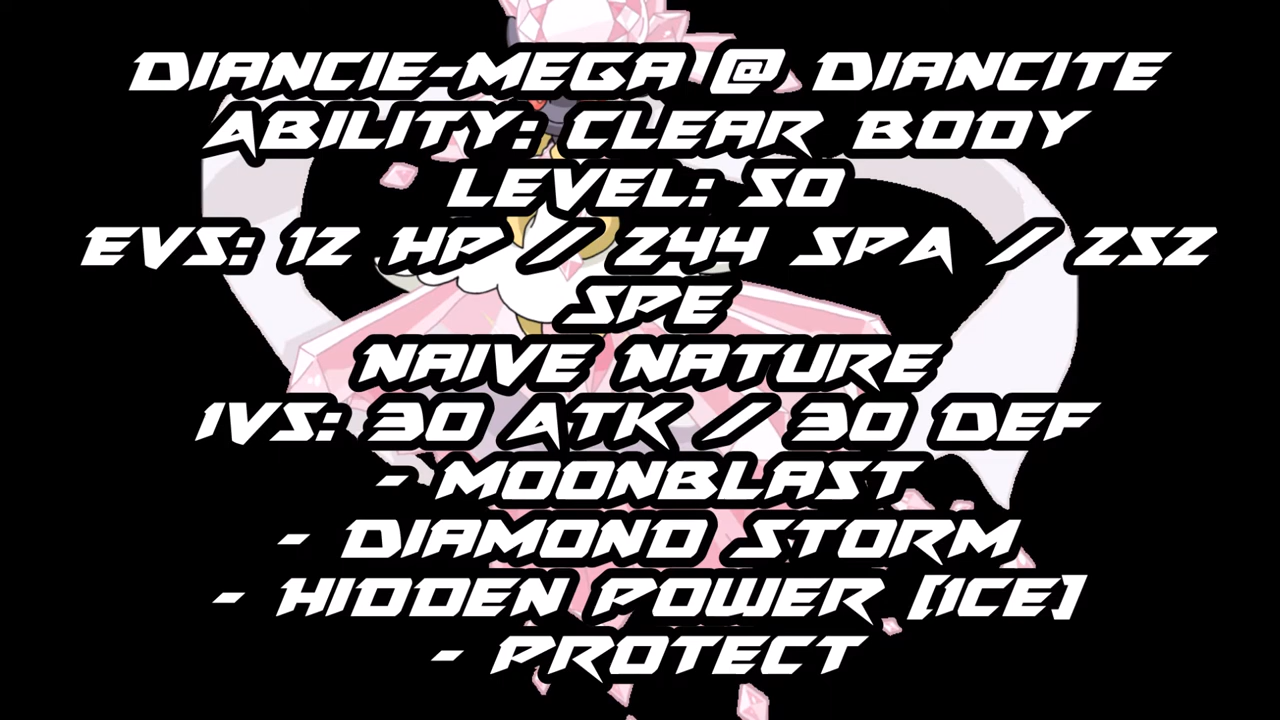 DIANCIE-MEGA @ DIANCITE
ABILITY: CLEAR BODY
LEVEL: 50
EVS: 12 HP / 244 SPA / 252
SPE
NAIVE NATURE
IVS: 30 ATK / 30 DEF
- MOONBLAST
- DIAMOND STORM
- HIDDEN POWER [ICE]
- PROTECT